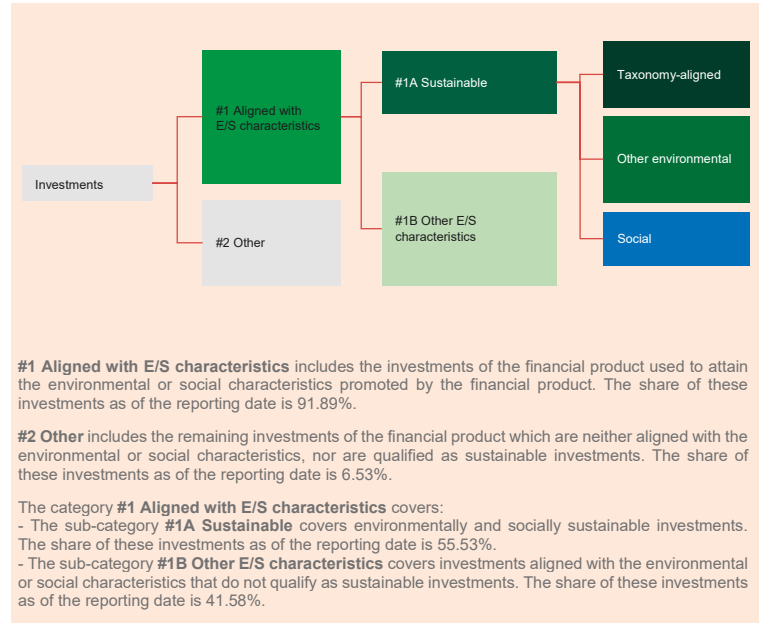 Investments
#1 Aligned with
E/S characteristics
#2 Other
#1A Sustainable
#1B Other E/S
characteristics
Taxonomy-aligned
Other environmental
Social
#1 Aligned with E/S characteristics includes the investments of the financial product used to attain
the environmental or social characteristics promoted by the financial product. The share of these
investments as of the reporting date is 91.89%.
#2 Other includes the remaining investments of the financial product which are neither aligned with the
environmental or social characteristics, nor are qualified as sustainable investments. The share of
these investments as of the reporting date is 6.53%.
The category #1 Aligned with E/S characteristics covers:
- The sub-category #1A Sustainable covers environmentally and socially sustainable investments.
The share of these investments as of the reporting date is 55.53%.
- The sub-category #1B Other E/S characteristics covers investments aligned with the environmental
or social characteristics that do not qualify as sustainable investments. The share of these investments
as of the reporting date is 41.58%.